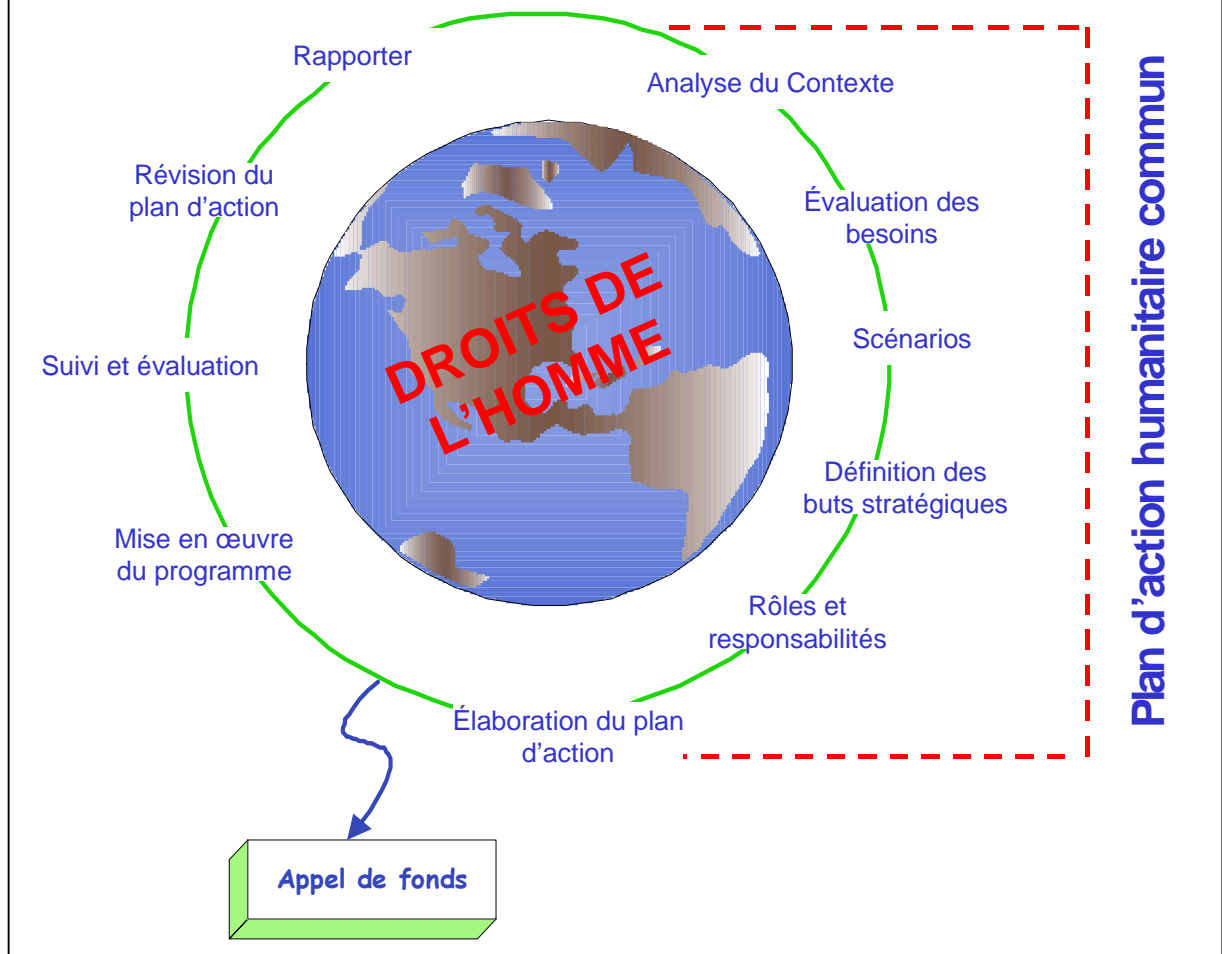 Rapporter
Analyse du Contexte
Évaluation des
besoins
Scénarios
Définition des
buts stratégiques
Rôles et
responsabilités
Élaboration du plan
d'action
Mise en œuvre
du programme
Suivi et évaluation
Révision du
plan d'action
DROITS DE
L'HOMME
Plan d'action humanitaire commun
Appel de fonds